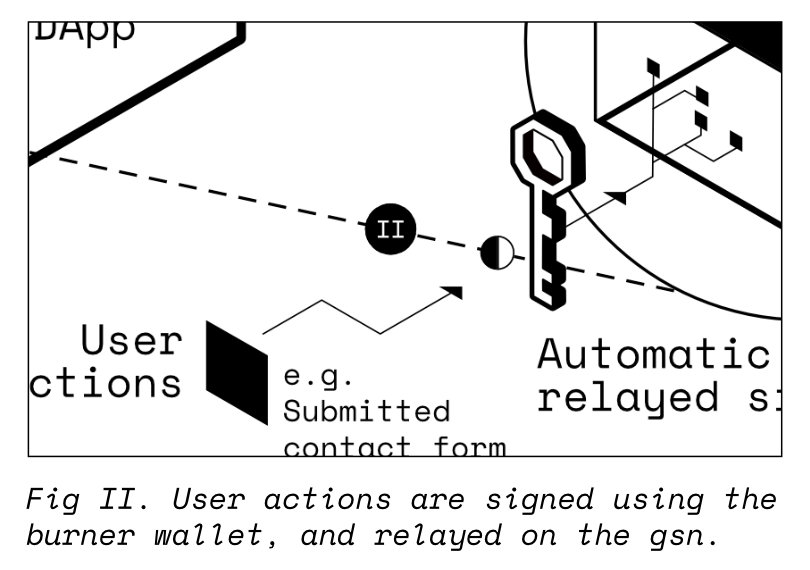 DApp
II
User
ctions
e.g.
Submitted
contact form
Automatic
relayed
Fig II. User actions are signed using the
burner wallet, and relayed on the gsn.